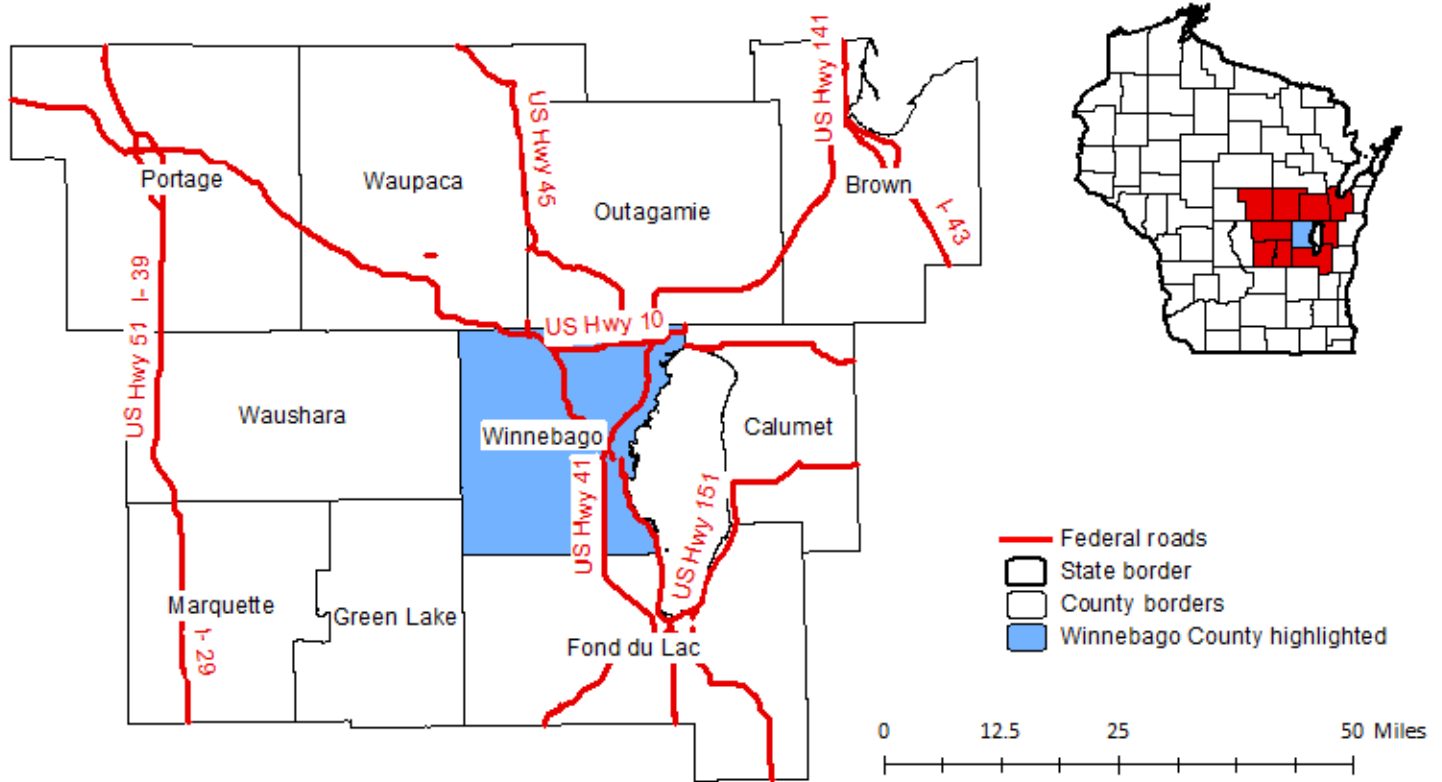 US Hwy 141
US Hwy 45
Portage
Waupaca
Outagamie
Brown
I- 43
I- 39
US Hwy 51
US Hwy 10
Waushara
Winnebago
Calumet
US Hwy 41
US Hwy 151
Marquette
Green Lake
I- 29
Fond du Lac
Federal roads
State border
County borders
Winnebago County highlighted
0 12.5 25 50 Miles